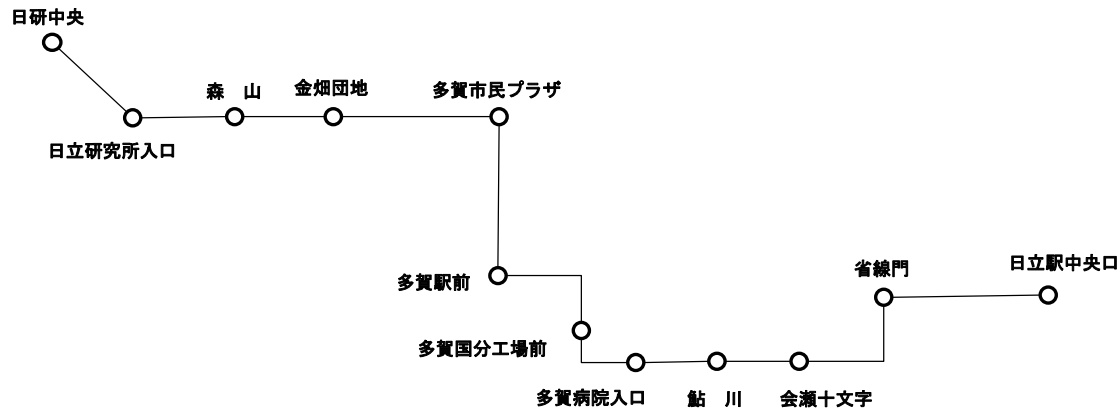 日研中央
日立研究所入口
森　山
金畑団地
多賀市民プラザ
多賀駅前
多賀国分工場前
多賀病院入口
鮎　川
会瀬十文字
省線門
日立駅中央口